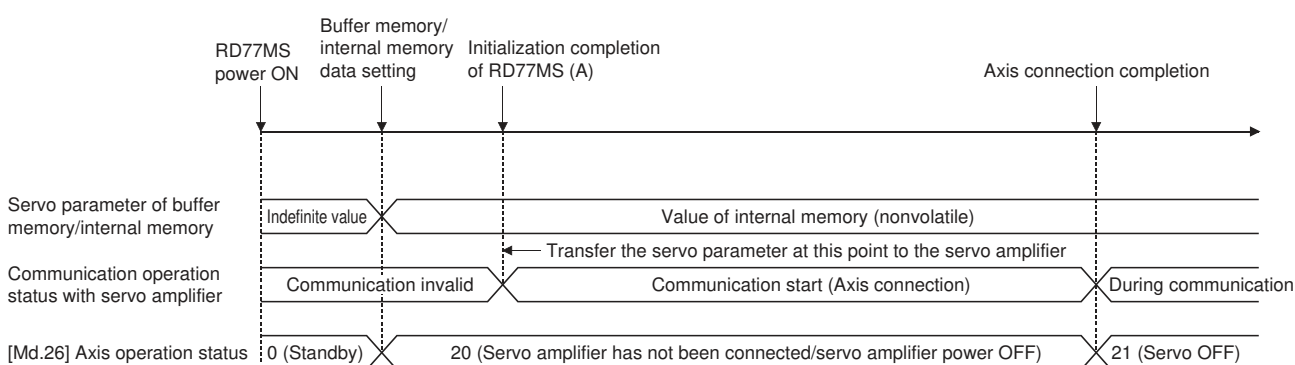 RD77MS
power ON
Buffer memory/
internal memory
data setting
Initialization completion
of RD77MS (A)
Axis connection completion
Servo parameter of buffer
memory/internal memory
Indefinite value
Value of internal memory (nonvolatile)
Transfer the servo parameter at this point to the servo amplifier
Communication operation
status with servo amplifier
Communication invalid
Communication start (Axis connection)
During communication
[Md.26] Axis operation status
0 (Standby)
20 (Servo amplifier has not been connected/servo amplifier power OFF)
21 (Servo OFF)